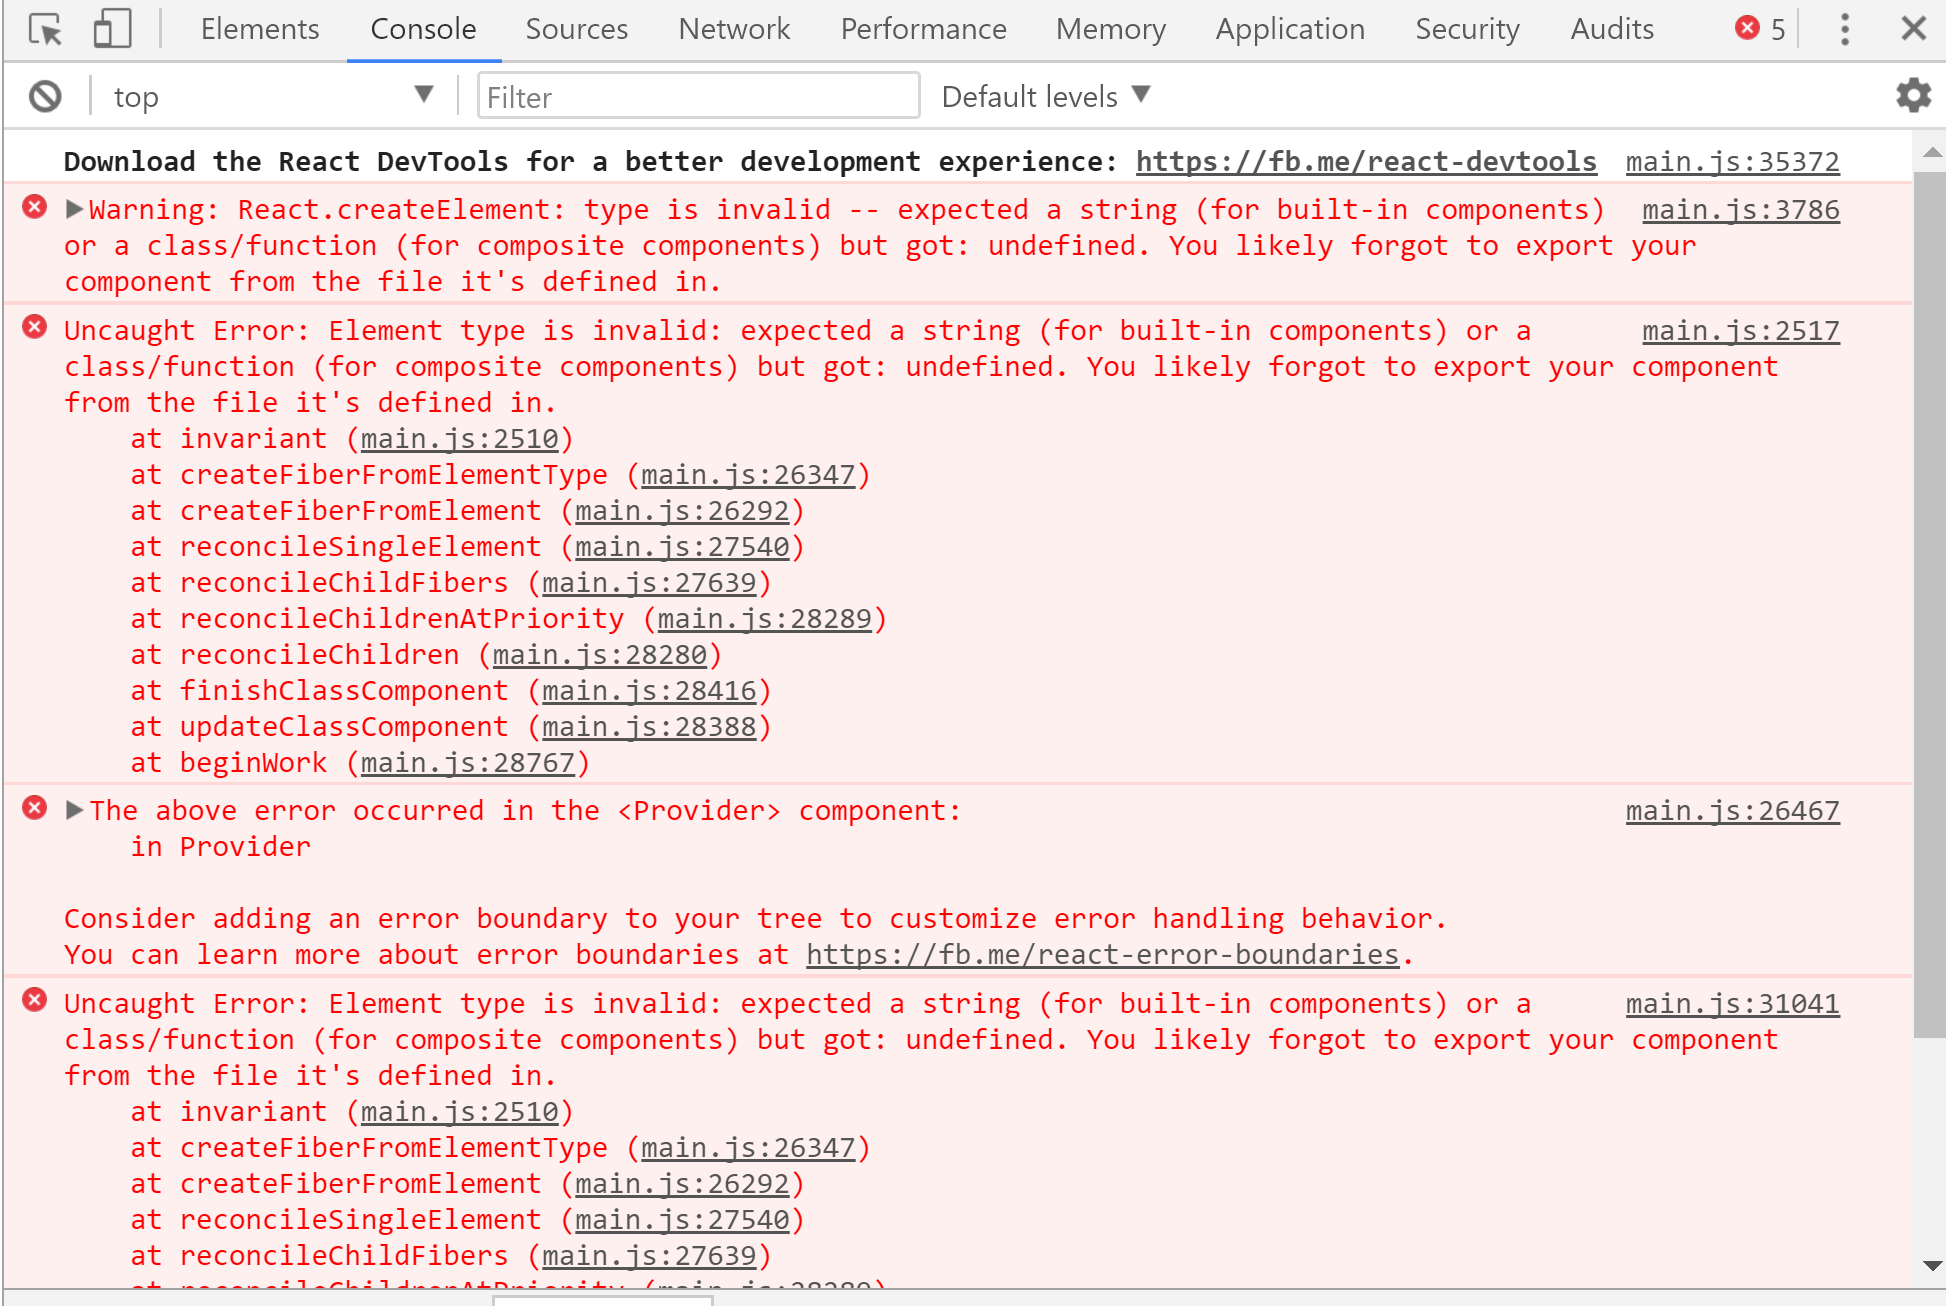 Elements Console Sources Network Performance Memory Application Security Audits 5
top Filter Default levels
Download the React DevTools for a better development experience: https://fb.me/react-devtools main.js:35372
Warning: React.createElement: type is invalid -- expected a string (for built-in components) main.js:3786
or a class/function (for composite components) but got: undefined. You likely forgot to export your
component from the file it's defined in.
Uncaught Error: Element type is invalid: expected a string (for built-in components) or a main.js:2517
class/function (for composite components) but got: undefined. You likely forgot to export your component
from the file it's defined in.
at invariant (main.js:2510)
at createFiberFromElementType (main.js:26347)
at createFiberFromElement (main.js:26292)
at reconcileSingleElement (main.js:27540)
at reconcileChildFibers (main.js:27639)
at reconcileChildrenAtPriority (main.js:28289)
at reconcileChildren (main.js:28280)
at finishClassComponent (main.js:28416)
at updateClassComponent (main.js:28388)
at beginWork (main.js:28767)
The above error occurred in the <Provider> component: main.js:26467
in Provider
Consider adding an error boundary to your tree to customize error handling behavior.
You can learn more about error boundaries at https://fb.me/react-error-boundaries.
Uncaught Error: Element type is invalid: expected a string (for built-in components) or a main.js:31041
class/function (for composite components) but got: undefined. You likely forgot to export your component
from the file it's defined in.
at invariant (main.js:2510)
at createFiberFromElementType (main.js:26347)
at createFiberFromElement (main.js:26292)
at reconcileSingleElement (main.js:27540)
at reconcileChildFibers (main.js:27639)
at reconcileChildrenAtPriority (main.js:28289)